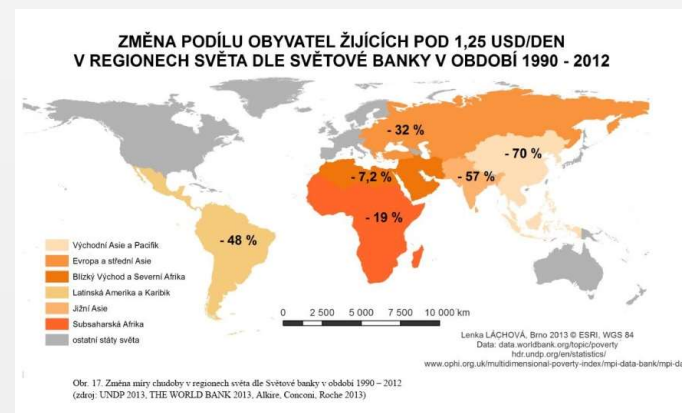 ZMĚNA PODÍLU OBYVATEL ŽIJÍCÍCH POD 1,25 USD/DEN
V REGIONECH SVĚTA DLE SVĚTOVÉ BANKY V OBDOBÍ 1990 - 2012
- 32 %
- 70 %
- 7,2 %
- 57 %
- 19 %
- 48 %
Východní Asie a Pacifik
Evropa a střední Asie
Blízký Východ a Severní Afrika
Latinská Amerika a Karibik
Jižní Asie
Subsaharská Afrika
ostatní státy světa
0 2 500 5 000 7 500 10 000 km
Lenka LÁCHOVÁ, Brno 2013 © ESRI, WGS 84
Data: data.worldbank.org/topic/poverty
hdr.undp.org/en/statistics/
www.ophi.org.uk/multidimensional-poverty-index/mpi-data-bank/mpi-da
Obr. 17. Změna míry chudoby v regionech světa dle Světové banky v období 1990 – 2012
(zdroj: UNDP 2013, THE WORLD BANK 2013, Alkire, Conconi, Roche 2013)